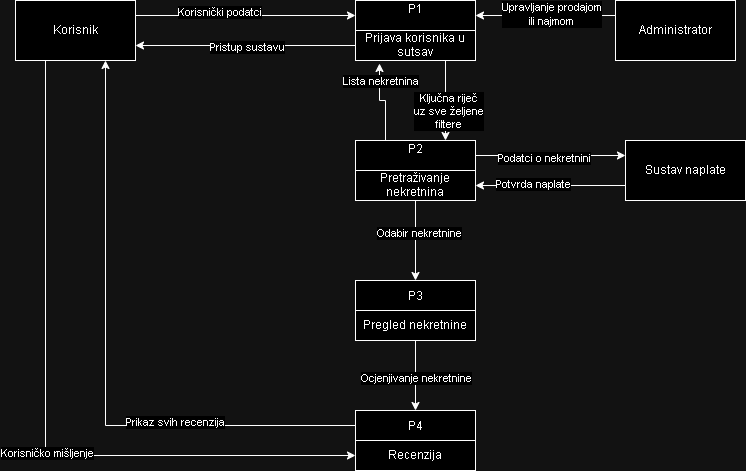 Korisnik
Korisnički podatci
Pristup sustavu
P1
Prijava korisnika u
sutsav
Upravljanje prodajom
ili najmom
Administrator
Lista nekretnina
Ključna riječ
uz sve željene
filtere
P2
Pretraživanje
nekretnina
Podatci o nekretnini
Potvrda naplate
Sustav naplate
Odabir nekretnine
P3
Pregled nekretnine
Ocjenjivanje nekretnine
Prikaz svih recenzija
P4
Korisničko mišljenje
Recenzija